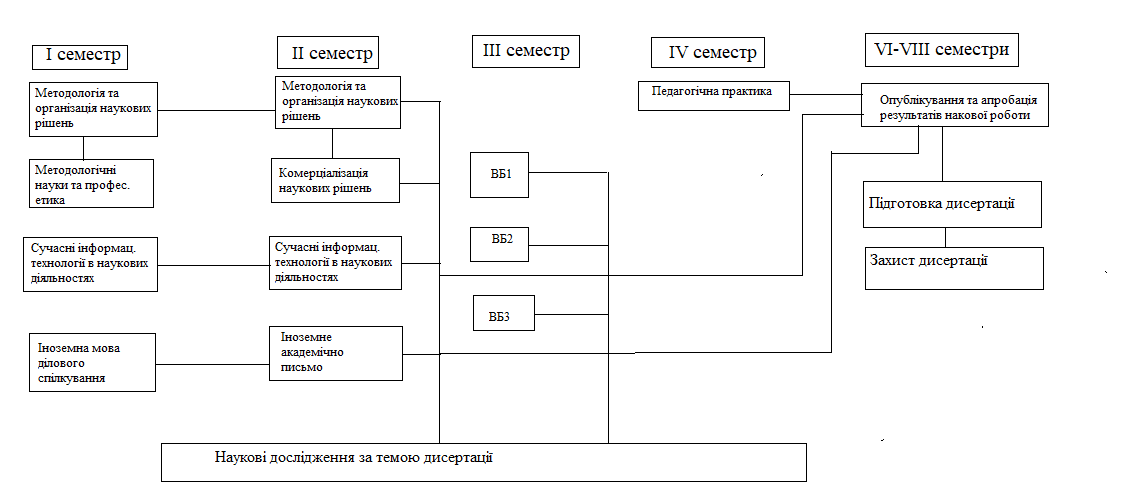 I семестр
II семестр
III семестр
IV семестр
VI-VIII семестри
Методологія та
організація наукових
рішень
Методологічні
науки та профес.
етика
Сучасні інформац.
технології в наукових
діяльностях
Іноземна мова
ділового
спілкування
Методологія та
організація наукових
рішень
Комерціалізація
наукових рішень
Сучасні інформац.
технології в наукових
діяльностях
Іноземне
академічно
письмо
ВБ1
ВБ2
ВБ3
Педагогічна практика
Опублікування та апробація
результатів накової роботи
Підготовка дисертації
Захист дисертації
Наукові дослідження за темою дисертації